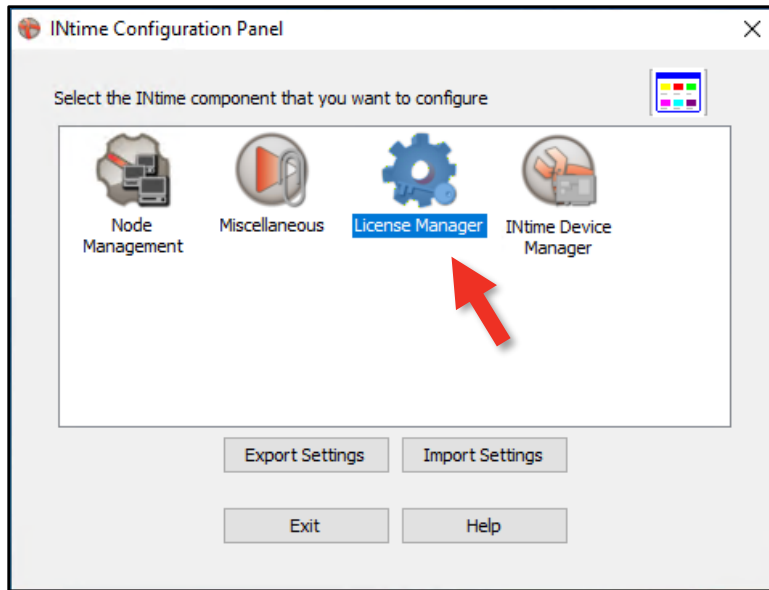 INtime Configuration Panel
Select the INtime component that you want to configure
Node
Management
Miscellaneous
License Manager
INtime Device
Manager
Export Settings
Import Settings
Exit
Help